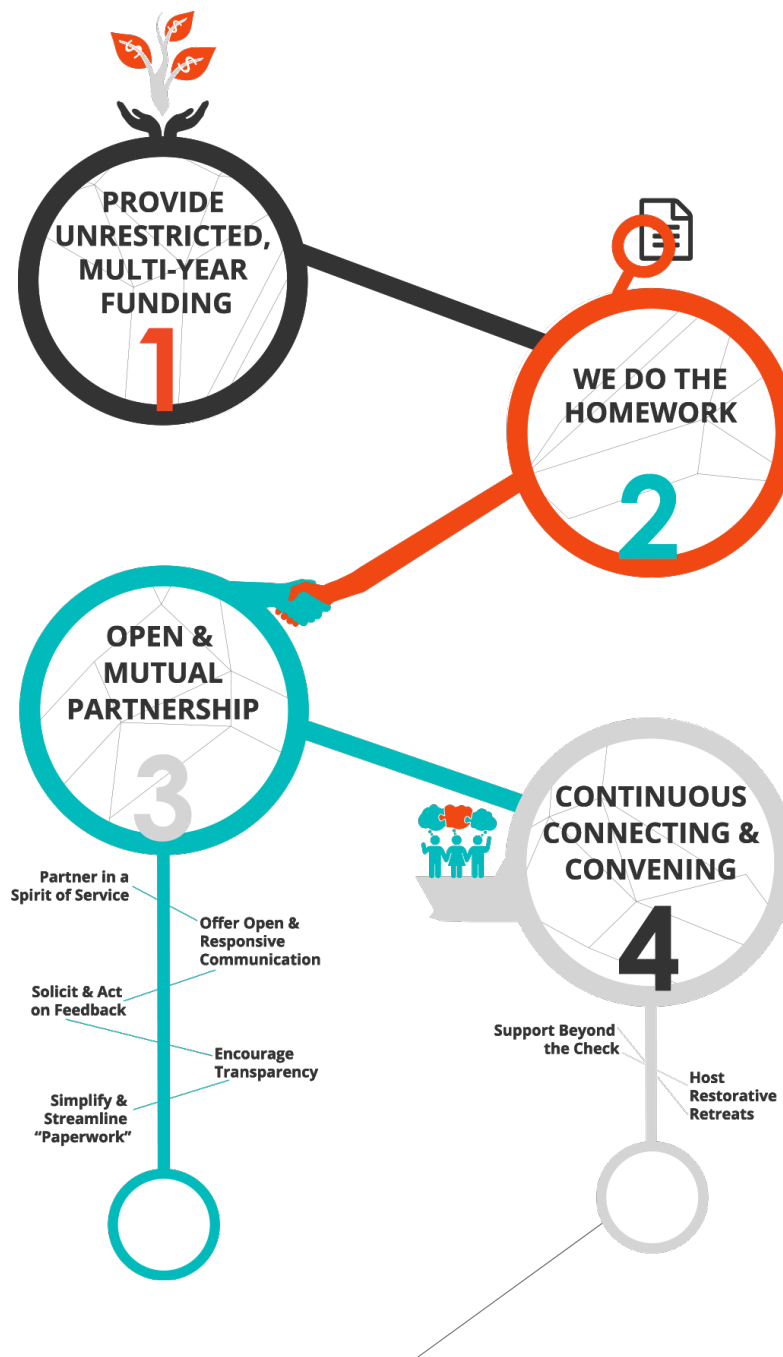 PROVIDE
UNRESTRICTED,
MULTI-YEAR
FUNDING
1
WE DO THE
HOMEWORK
2
OPEN &
MUTUAL
PARTNERSHIP
3
Partner in a
Spirit of Service
Offer Open &
Responsive
Communication
Solicit & Act
on Feedback
Encourage
Transparency
Simplify &
Streamline
“Paperwork”
CONTINUOUS
CONNECTING &
CONVENING
4
Support Beyond
the Check
Host
Restorative
Retreats